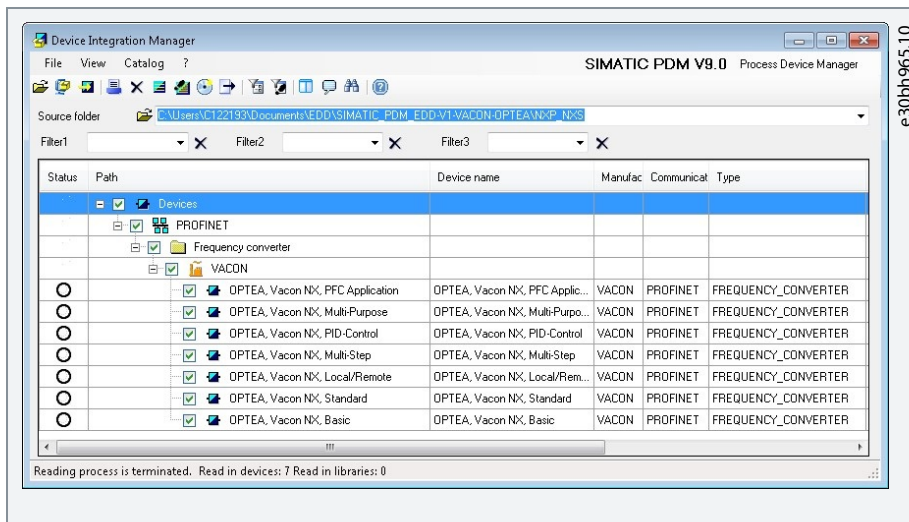 Device Integration Manager
File View Catalog ?
SIMATIC PDM V9.0 Process Device Manager
Source folder C:\Users\C122193\Documents\EDD\SIMATIC_PDM_EDD-V1-VACON-OPTEA\NXP_NXS
Filter1 Filter2 Filter3
Status Path Device name Manufac Communicat Type
Devices
PROFINET
Frequency converter
VACON
OPTEA, Vacon NX, PFC Application OPTEA, Vacon NX, PFC Applic... VACON PROFINET FREQUENCY_CONVERTER
OPTEA, Vacon NX, Multi-Purpose OPTEA, Vacon NX, Multi-Purpo... VACON PROFINET FREQUENCY_CONVERTER
OPTEA, Vacon NX, PID-Control OPTEA, Vacon NX, PID-Control VACON PROFINET FREQUENCY_CONVERTER
OPTEA, Vacon NX, Multi-Step OPTEA, Vacon NX, Multi-Step VACON PROFINET FREQUENCY_CONVERTER
OPTEA, Vacon NX, Local/Remote OPTEA, Vacon NX, Local/Rem... VACON PROFINET FREQUENCY_CONVERTER
OPTEA, Vacon NX, Standard OPTEA, Vacon NX, Standard VACON PROFINET FREQUENCY_CONVERTER
OPTEA, Vacon NX, Basic OPTEA, Vacon NX, Basic VACON PROFINET FREQUENCY_CONVERTER
Reading process is terminated. Read in devices: 7 Read in libraries: 0
e30bh965.10